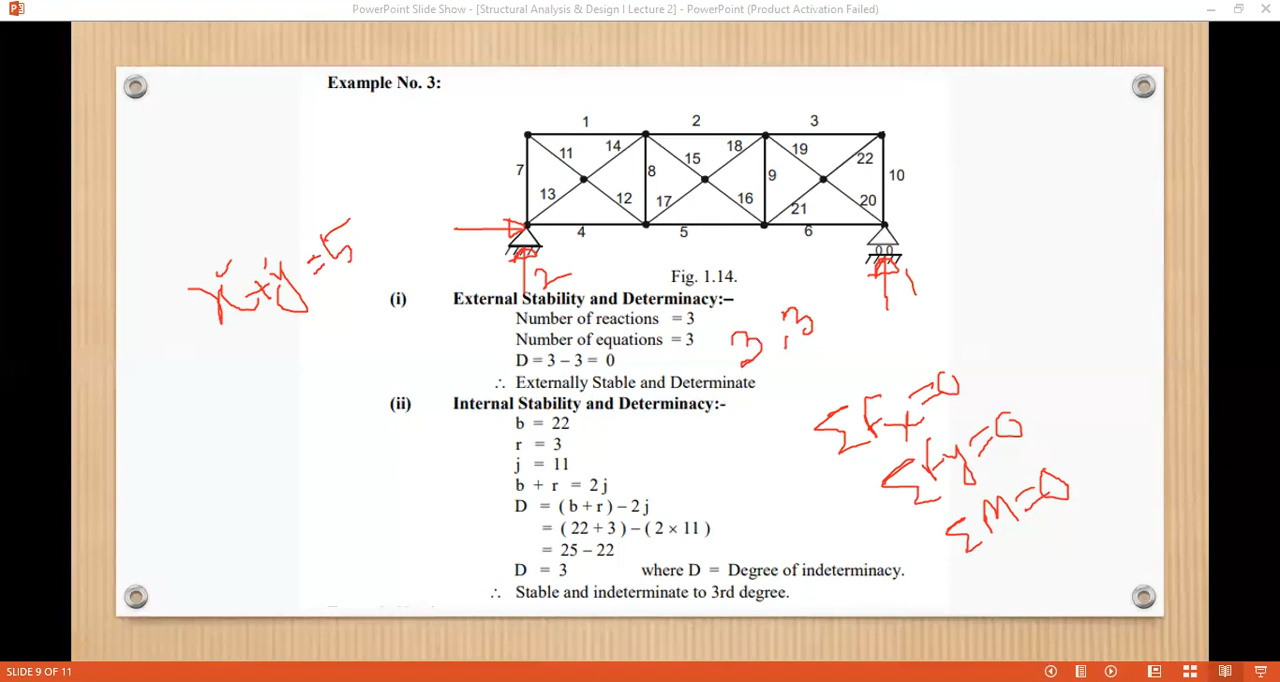 PowerPoint Slide Show - [Structural Analysis & Design I Lecture 2] - PowerPoint (Product Activation Failed)
Example No. 3:
1 2 3
11 14 15 18 19 22
7 8 9 10
13 12 17 16 21 20
4 5 6
2 1
Fig. 1.14.
x + y = 5
(i) External Stability and Determinacy:–
Number of reactions = 3
Number of equations = 3
3, 3
D = 3 – 3 = 0
∴ Externally Stable and Determinate
(ii) Internal Stability and Determinacy:-
b = 22
r = 3
j = 11
b + r = 2 j
D = ( b + r ) – 2 j
= ( 22 + 3 ) – ( 2 × 11 )
= 25 – 22
D = 3 where D = Degree of indeterminacy.
∴ Stable and indeterminate to 3rd degree.
ΣFx=0
ΣFy=0
ΣM=0
SLIDE 9 OF 11